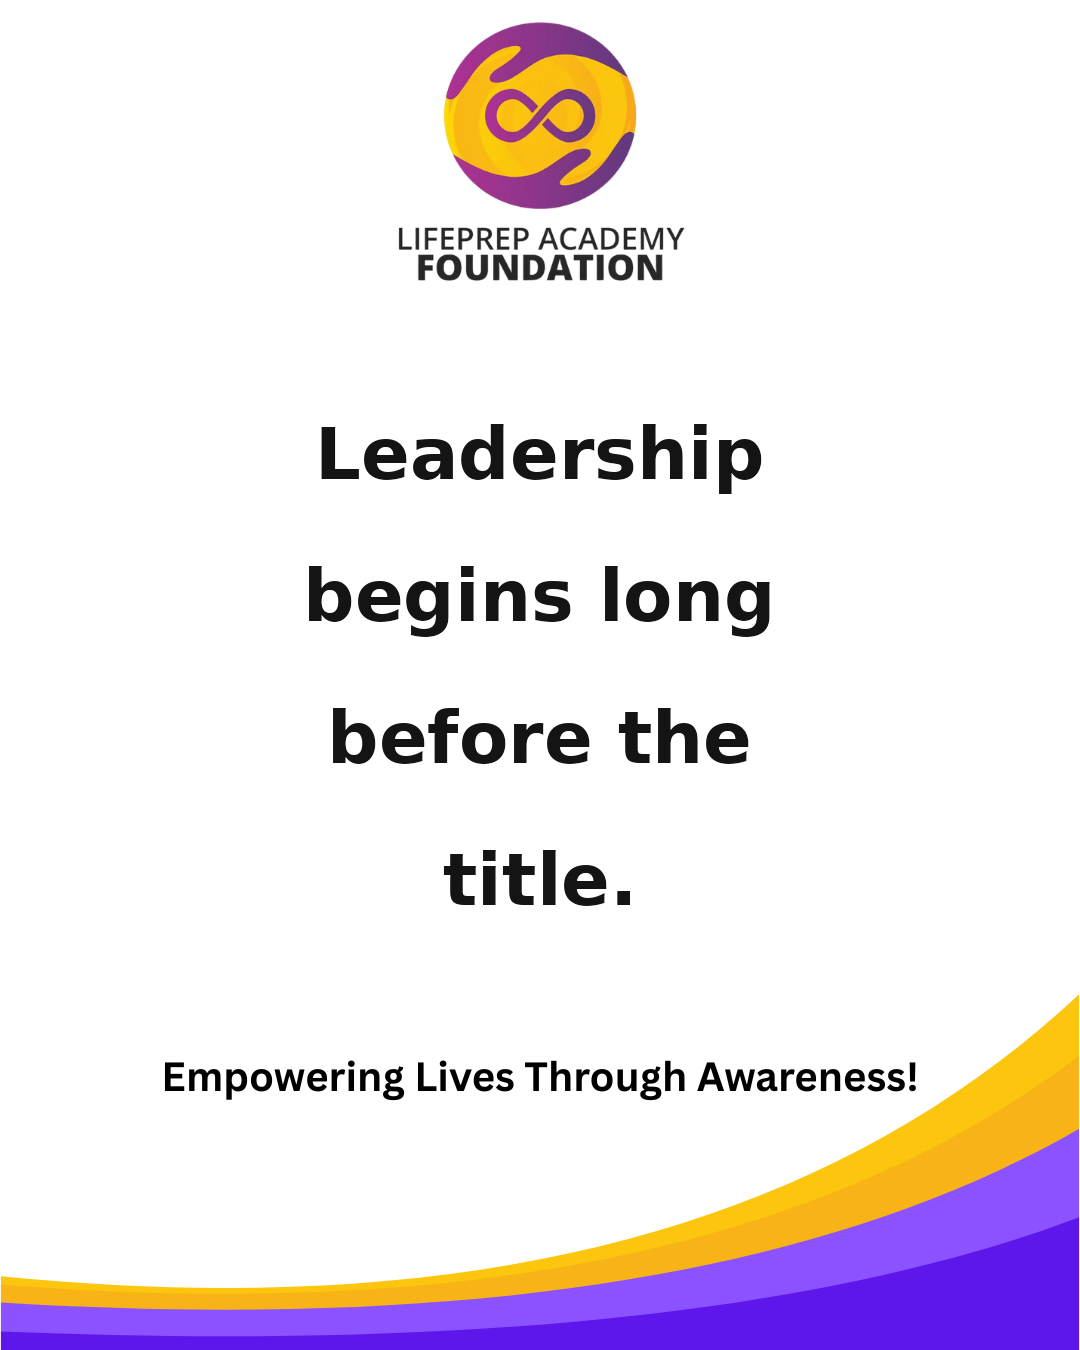 LIFEPREP ACADEMY
FOUNDATION
Leadership
begins long
before the
title.
Empowering Lives Through Awareness!